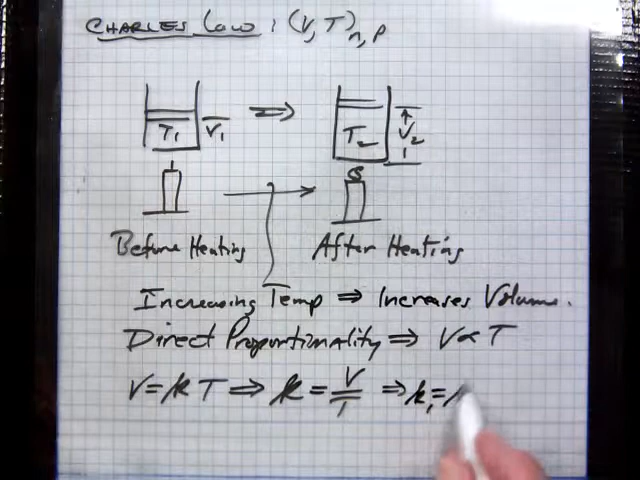 CHARLES LAW : (V,T)n,p
T1 V1 ⇒ T2 V2
Before Heating After Heating
Increasing Temp ⇒ Increases Volume.
Direct Proportionality ⇒ V ∝ T
V = k T ⇒ k = V/T ⇒ k1 =